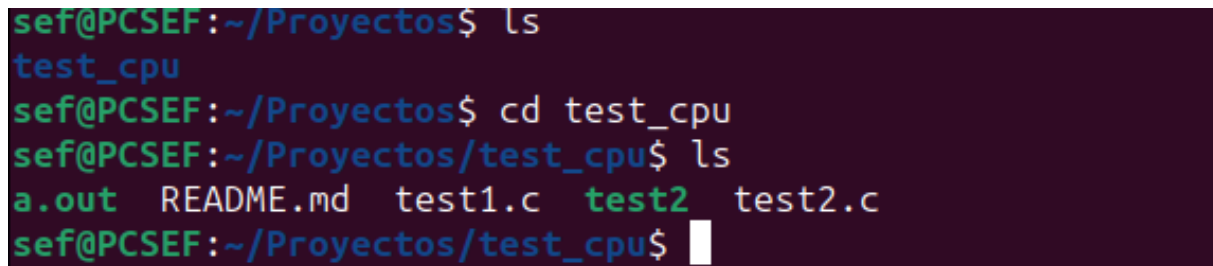 sef@PCSEF:~/Proyectos$ ls
test_cpu
sef@PCSEF:~/Proyectos$ cd test_cpu
sef@PCSEF:~/Proyectos/test_cpu$ ls
a.out  README.md  test1.c  test2  test2.c
sef@PCSEF:~/Proyectos/test_cpu$